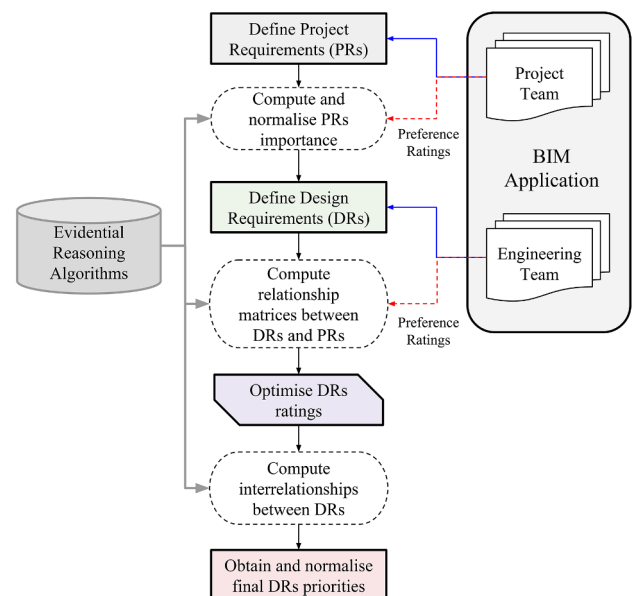 Define Project
Requirements (PRs)
Project
Team
Compute and
normalise PRs
importance
Preference
Ratings
BIM
Application
Define Design
Requirements (DRs)
Evidential
Reasoning
Algorithms
Engineering
Team
Compute
relationship
matrices between
DRs and PRs
Preference
Ratings
Optimise DRs
ratings
Compute
interrelationships
between DRs
Obtain and normalise
final DRs priorities